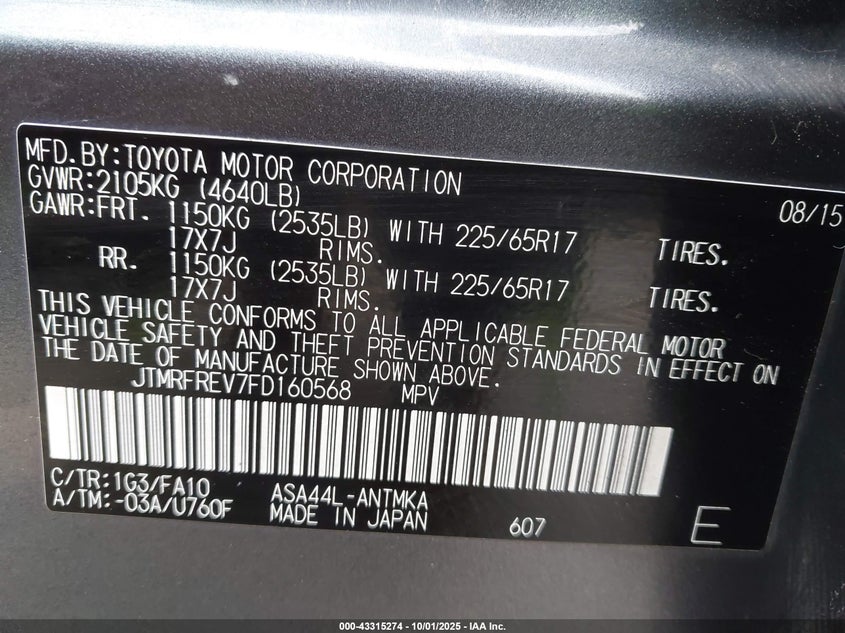 MFD.BY:TOYOTA MOTOR CORPORATION 08/15
GVWR:2105KG (4640LB)
GAWR:FRT. 1150KG (2535LB) WITH 225/65R17 TIRES.
17X7J RIMS.
RR. 1150KG (2535LB) WITH 225/65R17 TIRES.
17X7J RIMS.
THIS VEHICLE CONFORMS TO ALL APPLICABLE FEDERAL MOTOR
VEHICLE SAFETY AND THEFT PREVENTION STANDARDS IN EFFECT ON
THE DATE OF MANUFACTURE SHOWN ABOVE.
JTMRFREV7FD160568 MPV
C/TR:1G3/FA10 ASA44L-ANTMKA
A/TM:-03A/U760F MADE IN JAPAN 607 E
000-43315274 | 10/01/2025 - IAA Inc.